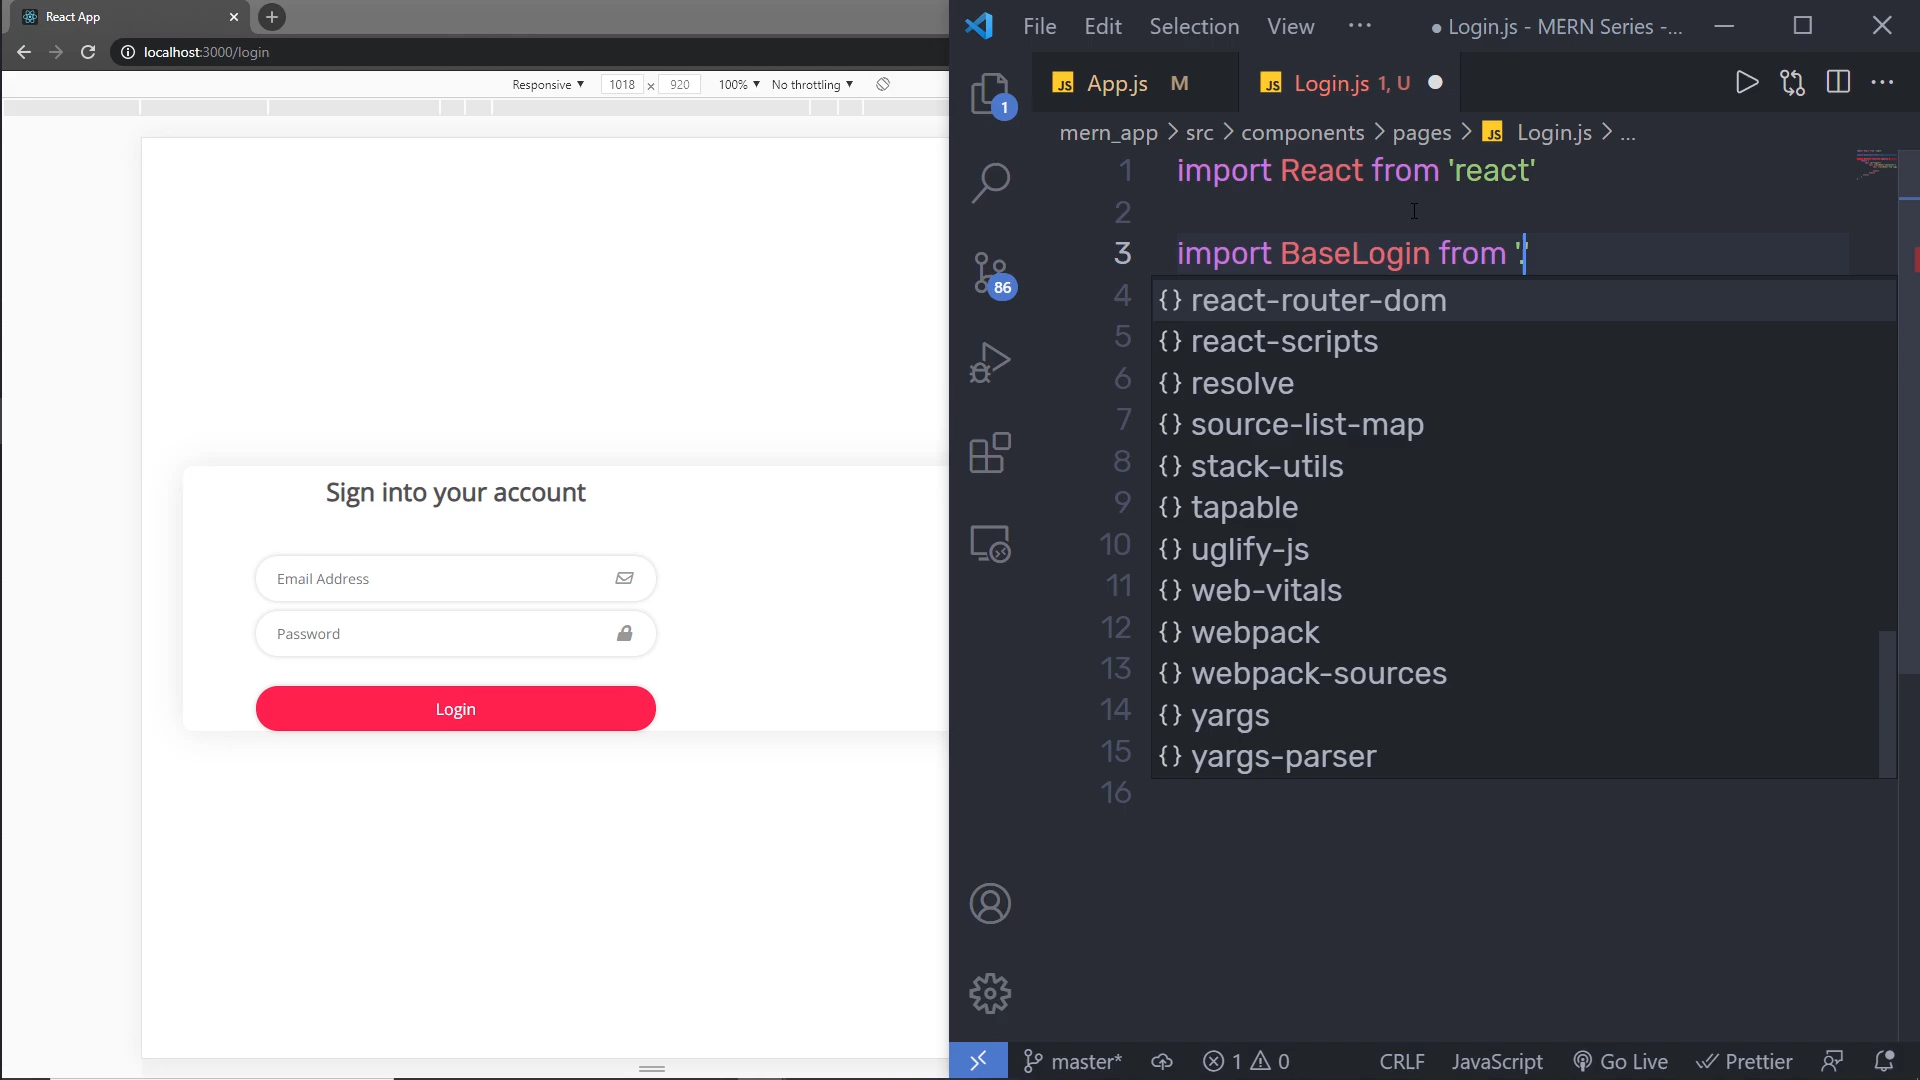 React App
localhost:3000/login
Responsive 1018 x 920 100% No throttling
Sign into your account
Email Address
Password
Login
File Edit Selection View ···
● Login.js - MERN Series -...
JS App.js M
JS Login.js 1, U
mern_app > src > components > pages > JS Login.js > ...
1 import React from 'react'
2
3 import BaseLogin from '.'
4 {} react-router-dom
5 {} react-scripts
6 {} resolve
7 {} source-list-map
8 {} stack-utils
9 {} tapable
10 {} uglify-js
11 {} web-vitals
12 {} webpack
13 {} webpack-sources
14 {} yargs
15 {} yargs-parser
16
1
86
master* 1 0 CRLF JavaScript Go Live Prettier